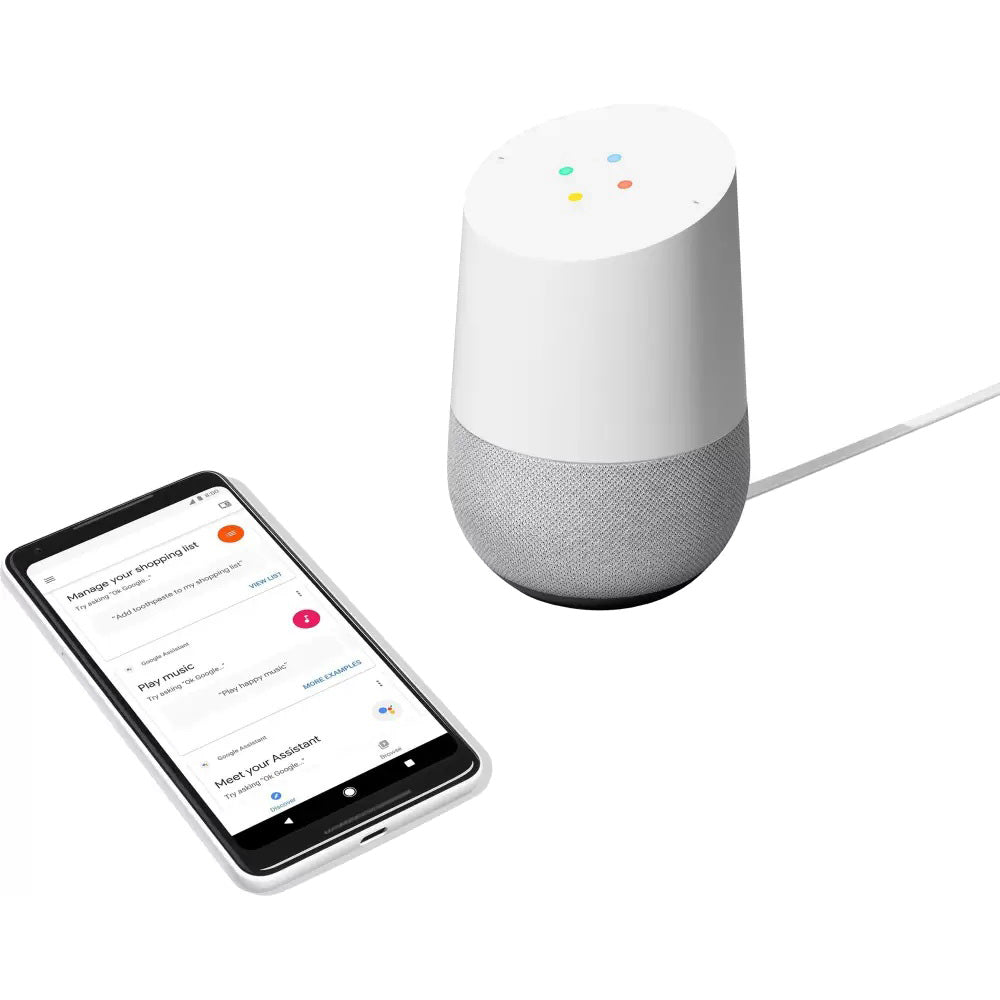 8:00
Manage your shopping list
Try asking "Ok Google..."
"Add toothpaste to my shopping list"
VIEW LIST
Google Assistant
Play music
Try asking "Ok Google..."
"Play happy music"
MORE EXAMPLES
Google Assistant
Meet your Assistant
Try asking "Ok Google..."
Discover
Browse